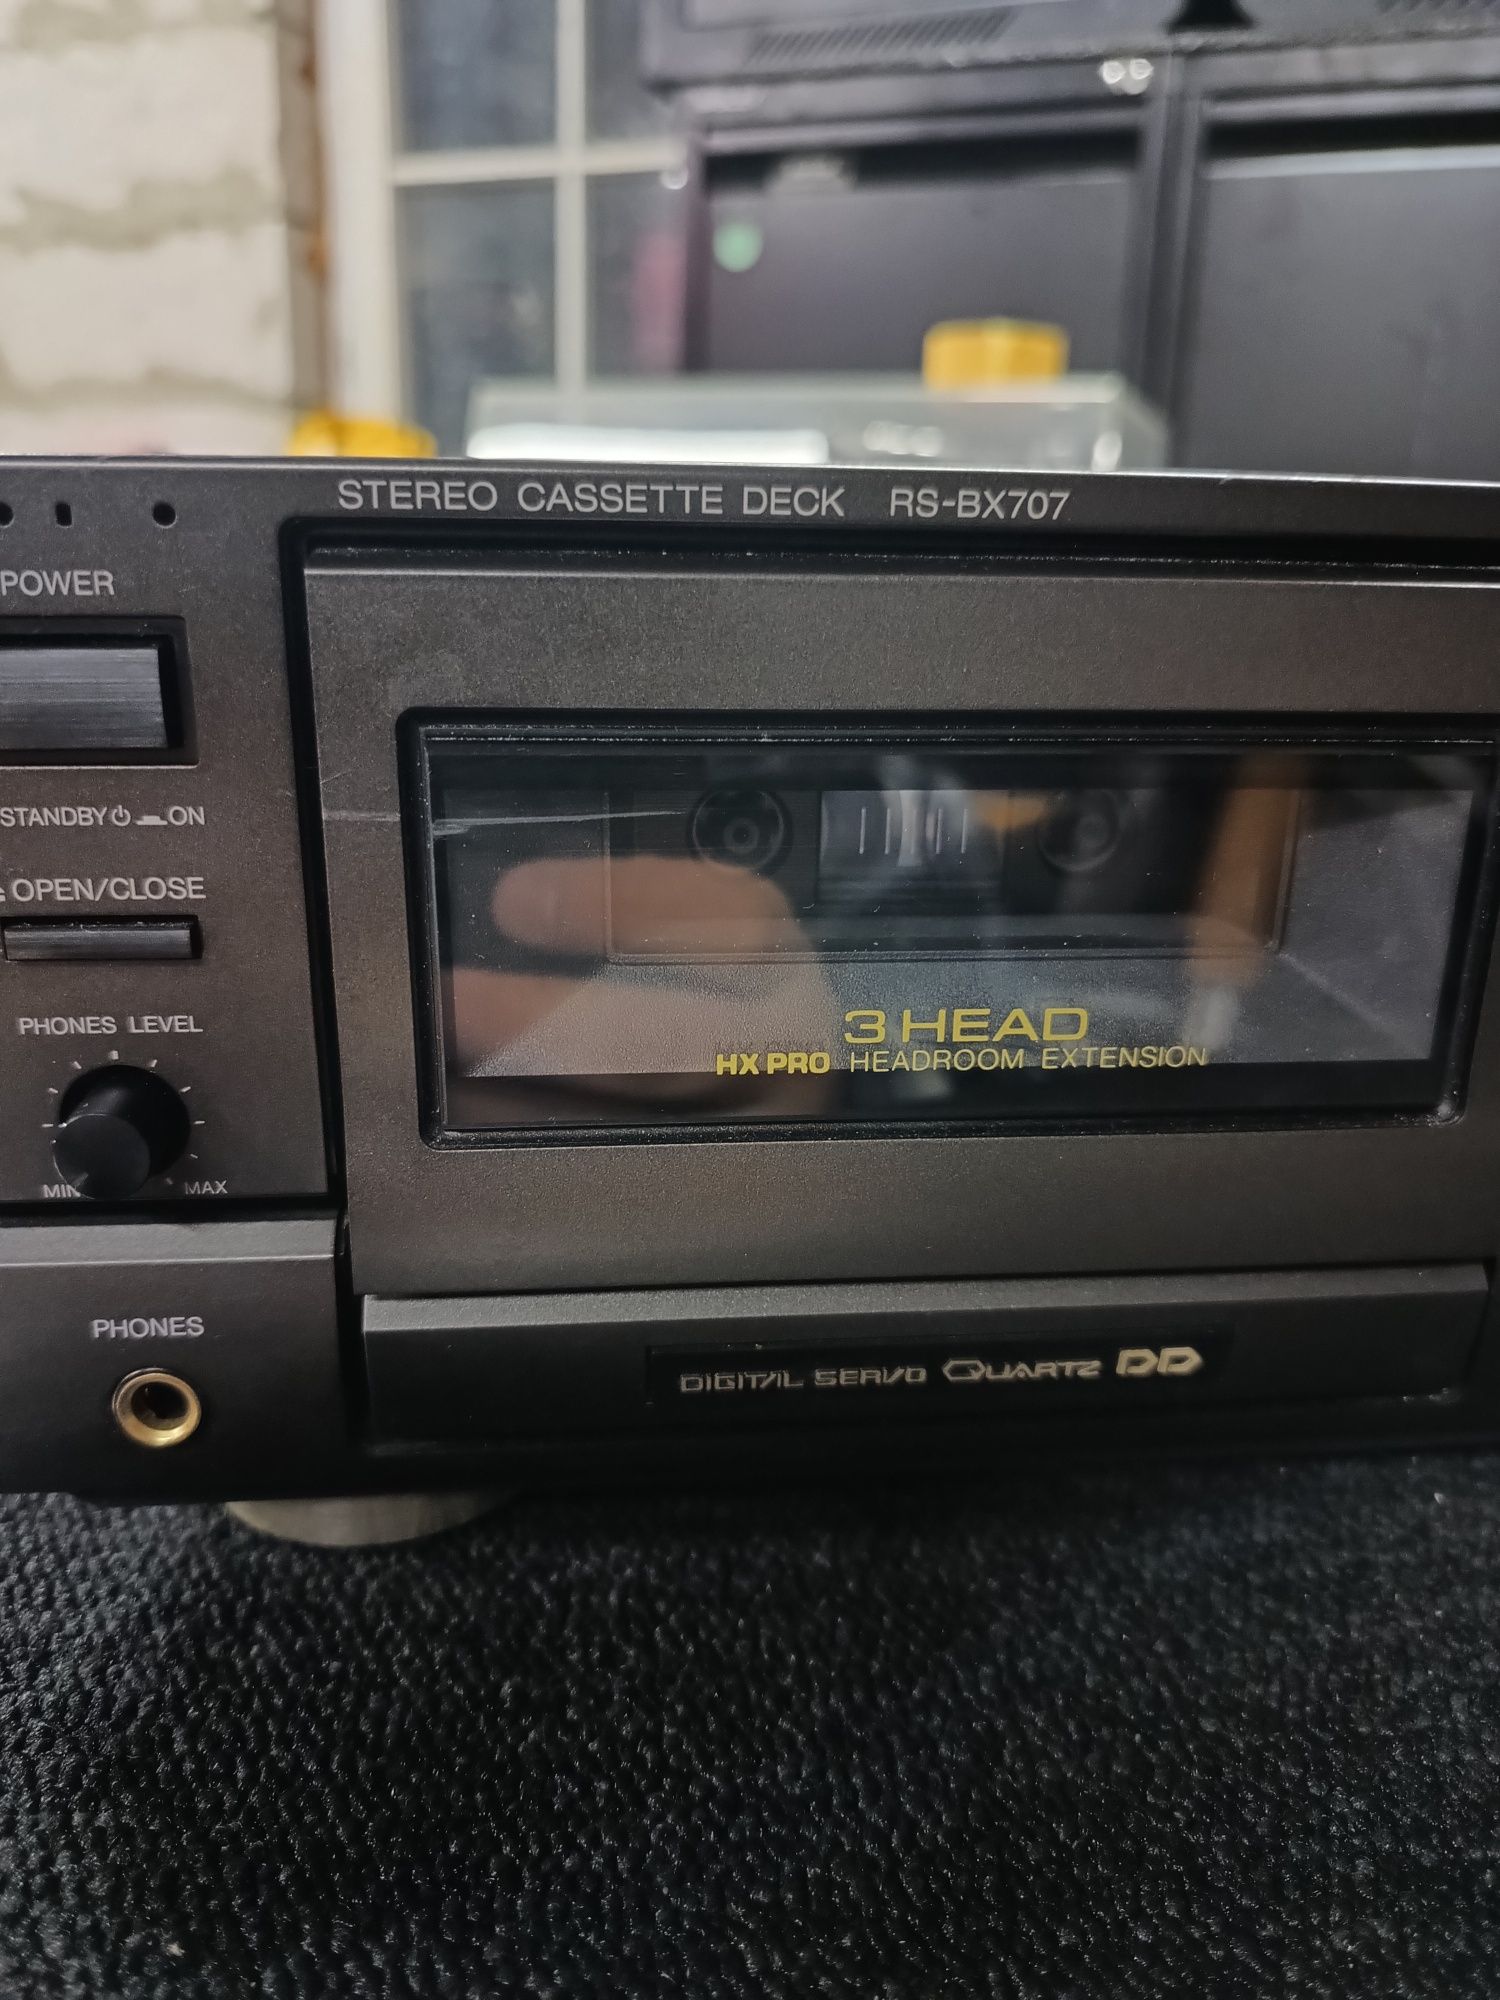 STEREO CASSETTE DECK RS-BX707
POWER
STANDBY ON
OPEN/CLOSE
PHONES LEVEL
MIN MAX
PHONES
3 HEAD
HX PRO HEADROOM EXTENSION
DIGITAL SERVO QUARTZ DD